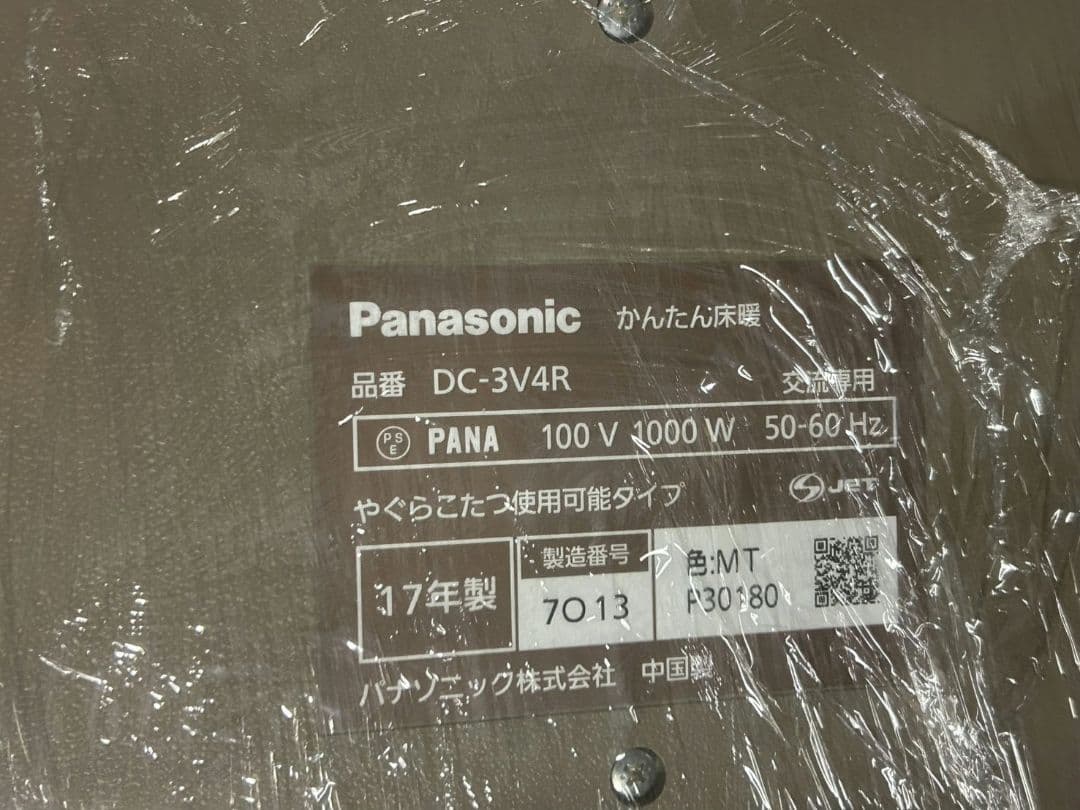 Panasonic かんたん床暖
品番 DC-3V4R 交流専用
PSE PANA 100 V 1000 W 50-60 Hz
やぐらこたつ使用可能タイプ JET
17年製 製造番号 7O 13 色:MT
P30180
パナソニック株式会社 中国製